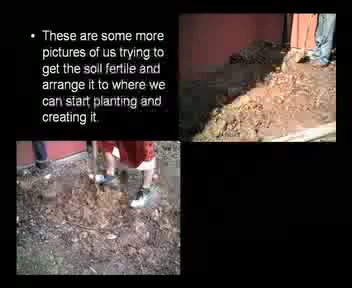 • These are some more
pictures of us trying to
get the soil fertile and
arrange it to where we
can start planting and
creating it.